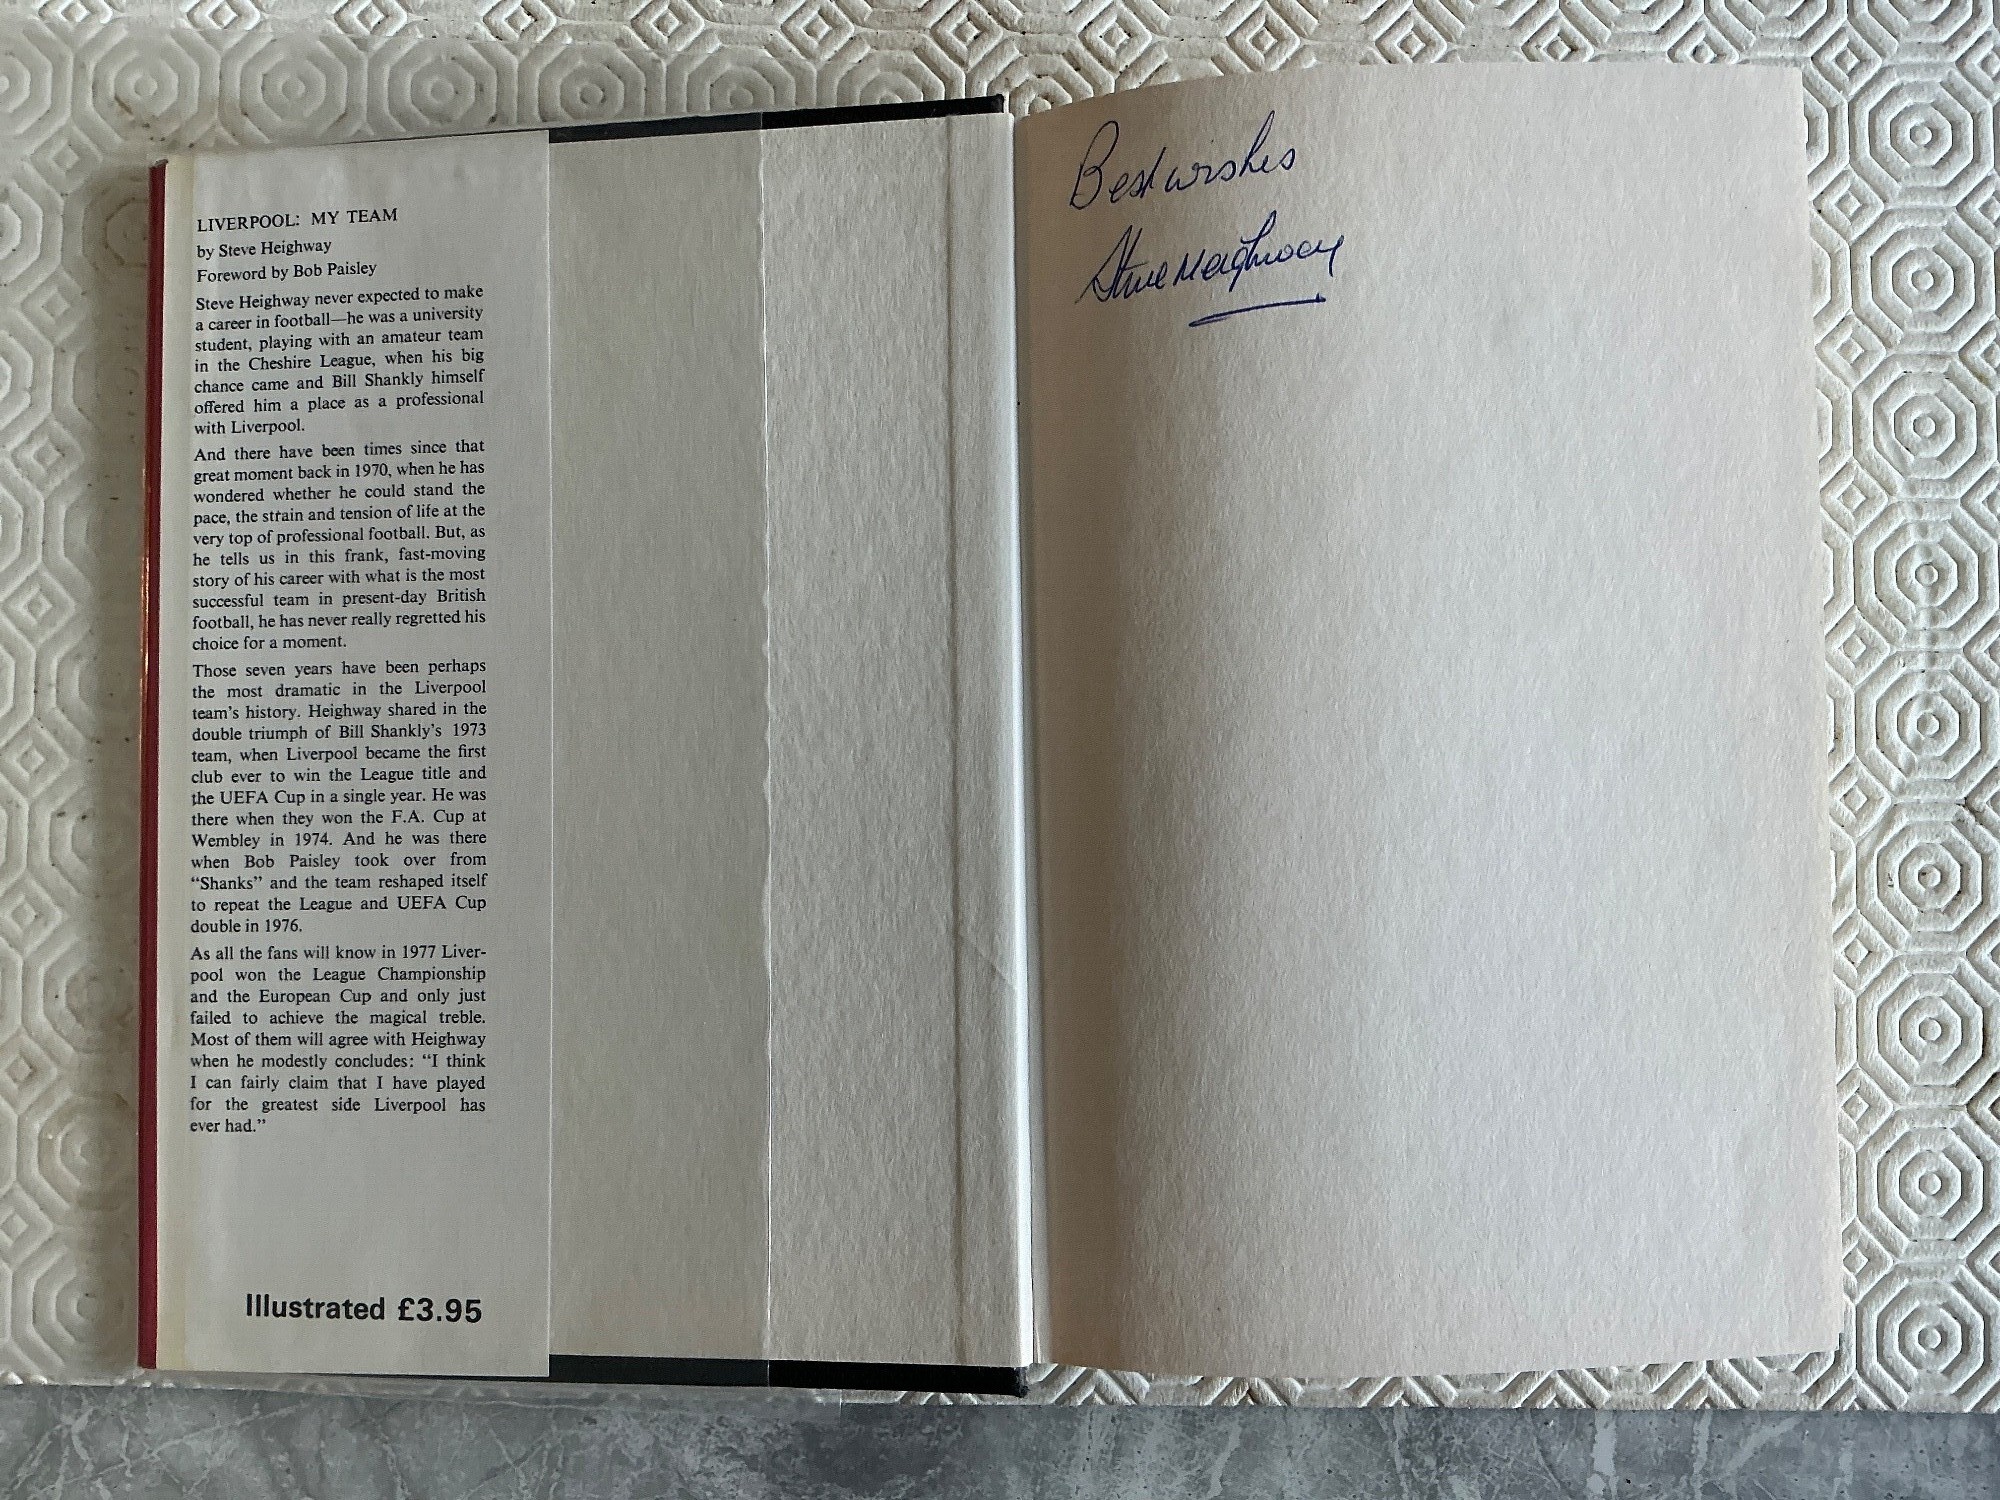 LIVERPOOL: MY TEAM
by Steve Heighway
Foreword by Bob Paisley
Steve Heighway never expected to make
a career in football—he was a university
student, playing with an amateur team
in the Cheshire League, when his big
chance came and Bill Shankly himself
offered him a place as a professional
with Liverpool.
And there have been times since that
great moment back in 1970, when he has
wondered whether he could stand the
pace, the strain and tension of life at the
very top of professional football. But, as
he tells us in this frank, fast-moving
story of his career with what is the most
successful team in present-day British
football, he has never really regretted his
choice for a moment.
Those seven years have been perhaps
the most dramatic in the Liverpool
team's history. Heighway shared in the
double triumph of Bill Shankly's 1973
team, when Liverpool became the first
club ever to win the League title and
the UEFA Cup in a single year. He was
there when they won the F.A. Cup at
Wembley in 1974. And he was there
when Bob Paisley took over from
“Shanks” and the team reshaped itself
to repeat the League and UEFA Cup
double in 1976.
As all the fans will know in 1977 Liver-
pool won the League Championship
and the European Cup and only just
failed to achieve the magical treble.
Most of them will agree with Heighway
when he modestly concludes: “I think
I can fairly claim that I have played
for the greatest side Liverpool has
ever had.”
Illustrated £3.95
Best wishes
Steve Heighway